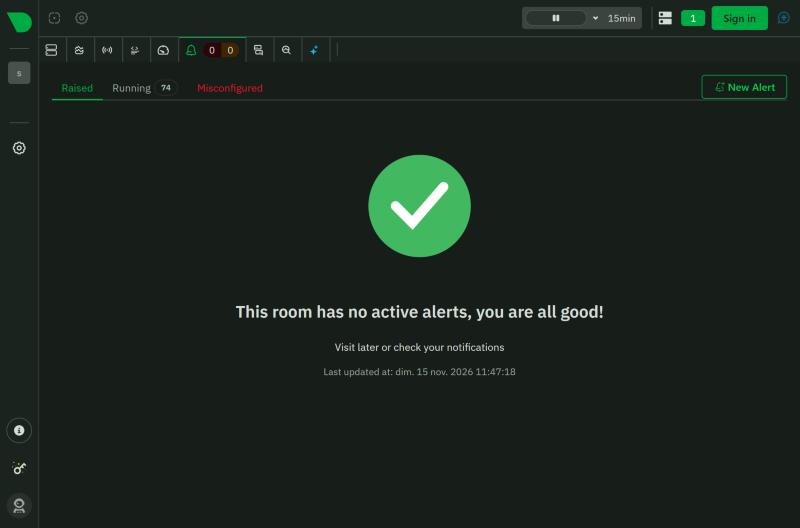 15min
1
Sign in
s
0 0
Raised
Running 74
Misconfigured
New Alert
This room has no active alerts, you are all good!
Visit later or check your notifications
Last updated at: dim. 15 nov. 2026 11:47:18